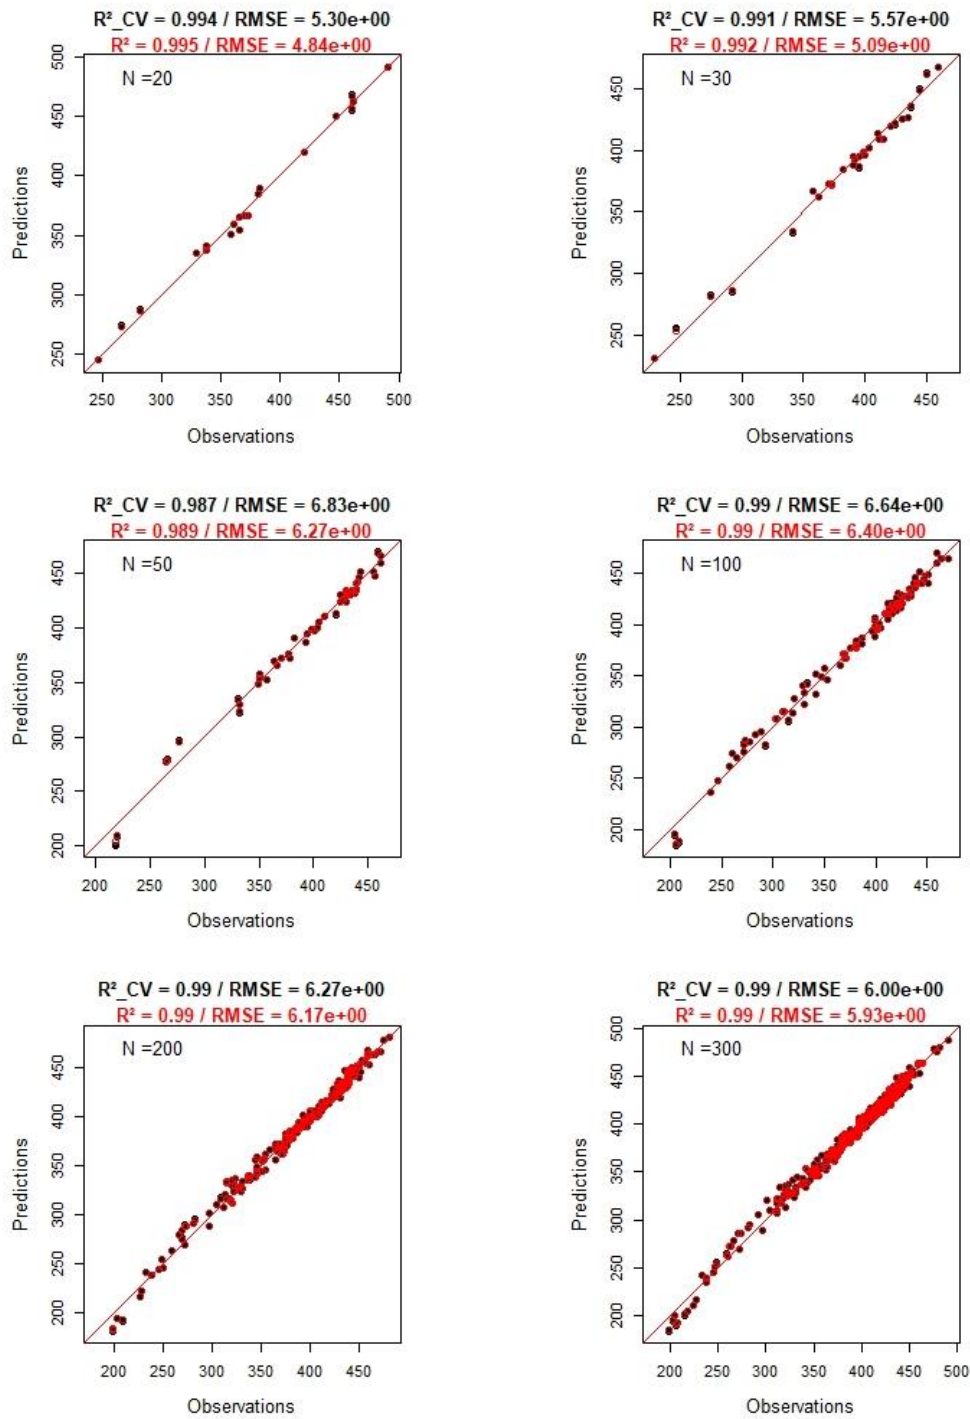 R²_CV = 0.994 / RMSE = 5.30e+00
R² = 0.995 / RMSE = 4.84e+00
N =20
Predictions
250 300 350 400 450 500
250 300 350 400 450 500
Observations
R²_CV = 0.991 / RMSE = 5.57e+00
R² = 0.992 / RMSE = 5.09e+00
N =30
Predictions
250 300 350 400 450
250 300 350 400 450
Observations
R²_CV = 0.987 / RMSE = 6.83e+00
R² = 0.989 / RMSE = 6.27e+00
N =50
Predictions
200 250 300 350 400 450
200 250 300 350 400 450
Observations
R²_CV = 0.99 / RMSE = 6.64e+00
R² = 0.99 / RMSE = 6.40e+00
N =100
Predictions
200 250 300 350 400 450
200 250 300 350 400 450
Observations
R²_CV = 0.99 / RMSE = 6.27e+00
R² = 0.99 / RMSE = 6.17e+00
N =200
Predictions
200 250 300 350 400 450
200 250 300 350 400 450
Observations
R²_CV = 0.99 / RMSE = 6.00e+00
R² = 0.99 / RMSE = 5.93e+00
N =300
Predictions
200 250 300 350 400 450 500
200 250 300 350 400 450 500
Observations